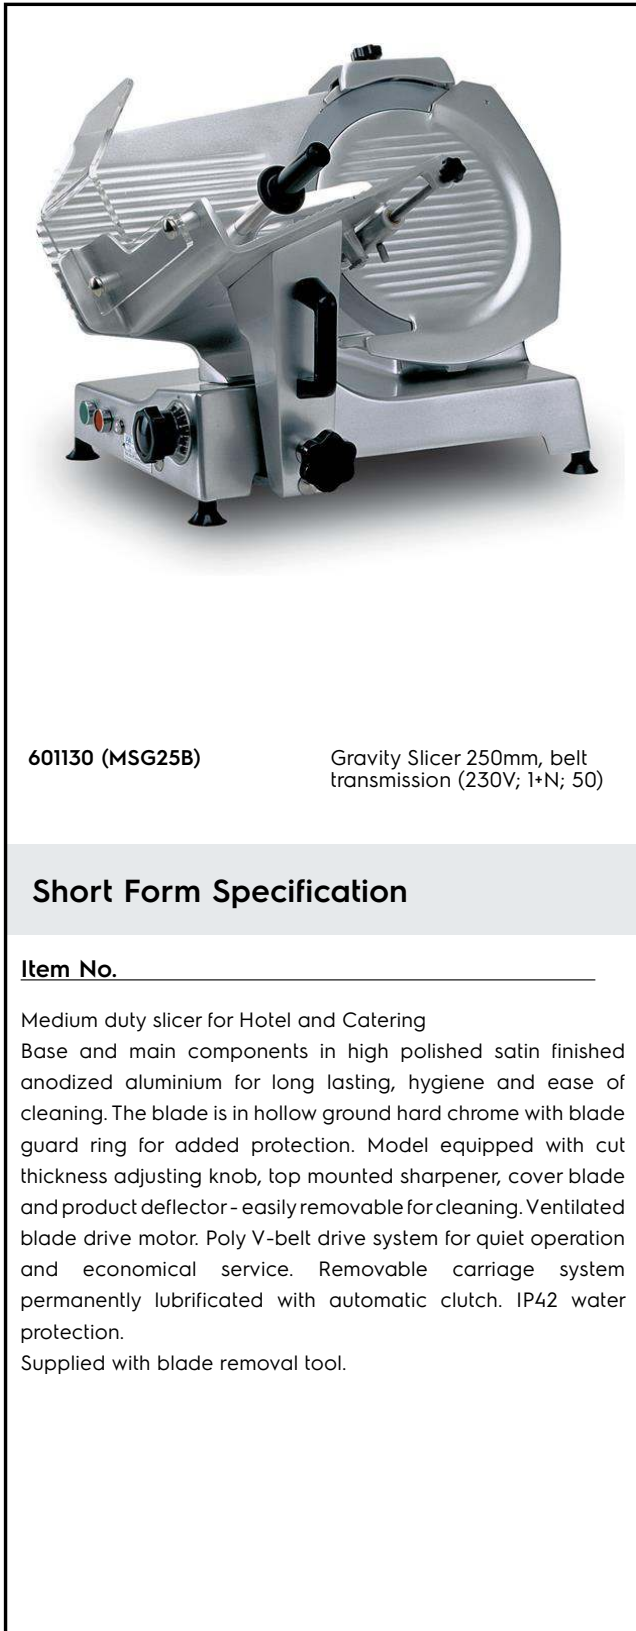 601130 (MSG25B)
Gravity Slicer 250mm, belt
transmission (230V; 1+N; 50)
Short Form Specification
Item No.
Medium duty slicer for Hotel and Catering
Base and main components in high polished satin finished
anodized aluminium for long lasting, hygiene and ease of
cleaning. The blade is in hollow ground hard chrome with blade
guard ring for added protection. Model equipped with cut
thickness adjusting knob, top mounted sharpener, cover blade
and product deflector - easily removable for cleaning. Ventilated
blade drive motor. Poly V-belt drive system for quiet operation
and economical service. Removable carriage system
permanently lubrificated with automatic clutch. IP42 water
protection.
Supplied with blade removal tool.